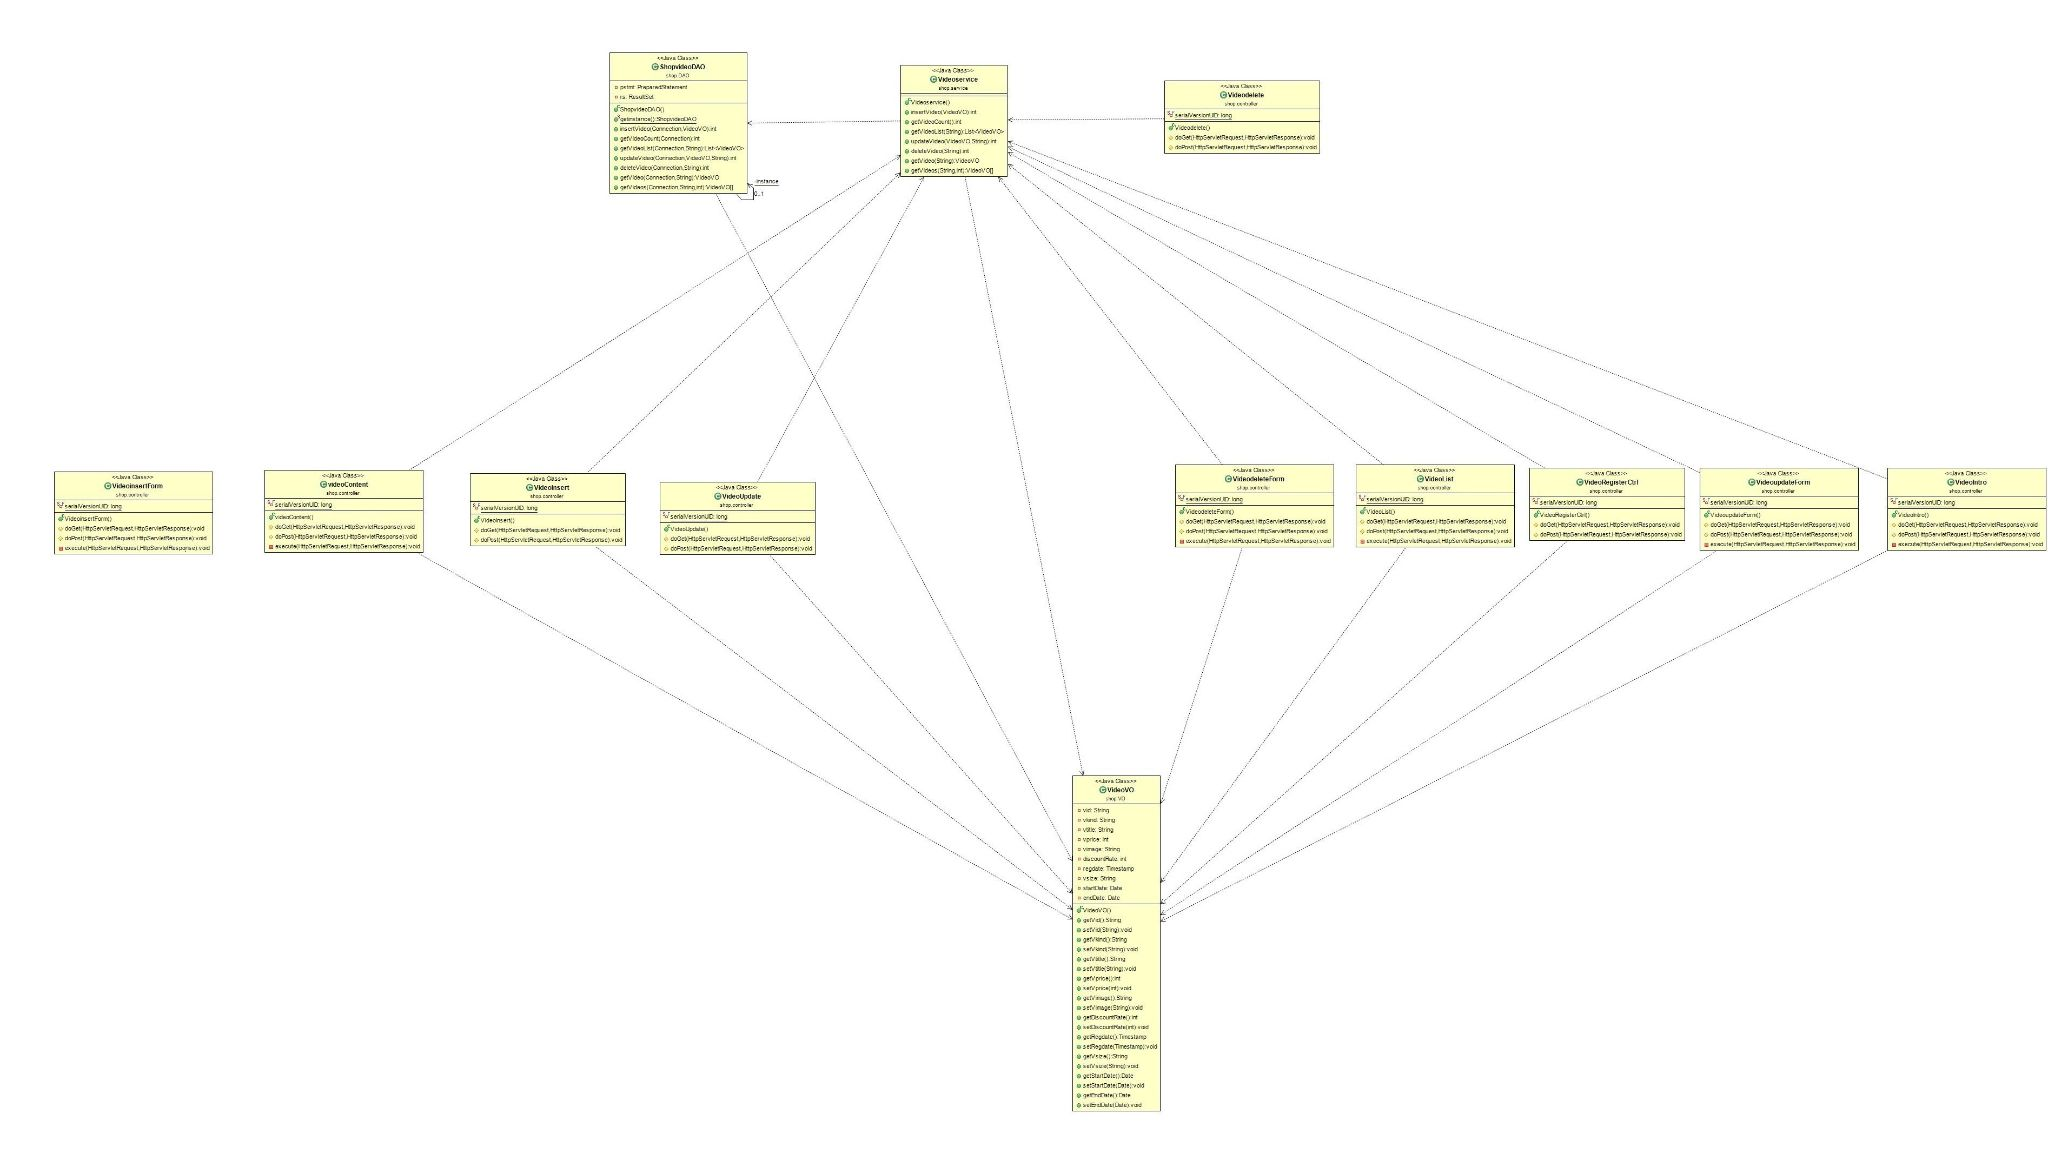 <<Java Class>>
ShopvideoDAO
shop.DAO
pstmt: PreparedStatement
rs: ResultSet
ShopvideoDAO()
getInstance():ShopvideoDAO
insertVideo(Connection,VideoVO):int
getVideoCount(Connection):int
getVideoList(Connection,String):List<VideoVO>
updateVideo(Connection,VideoVO,String):int
deleteVideo(Connection,String):int
getVideo(Connection,String):VideoVO
getVideos(Connection,String,int):VideoVO[]
-instance
0..1
<<Java Class>>
Videoservice
shop.service
Videoservice()
insertVideo(VideoVO):int
getVideoCount():int
getVideoList(String):List<VideoVO>
updateVideo(VideoVO,String):int
deleteVideo(String):int
getVideo(String):VideoVO
getVideos(String,int):VideoVO[]
<<Java Class>>
Videodelete
shop.controller
serialVersionUID: long
Videodelete()
doGet(HttpServletRequest,HttpServletResponse):void
doPost(HttpServletRequest,HttpServletResponse):void
<<Java Class>>
VideoinsertForm
shop.controller
serialVersionUID: long
VideoinsertForm()
doGet(HttpServletRequest,HttpServletResponse):void
doPost(HttpServletRequest,HttpServletResponse):void
execute(HttpServletRequest,HttpServletResponse):void
<<Java Class>>
videoContent
shop.controller
serialVersionUID: long
videoContent()
doGet(HttpServletRequest,HttpServletResponse):void
doPost(HttpServletRequest,HttpServletResponse):void
execute(HttpServletRequest,HttpServletResponse):void
<<Java Class>>
VideoInsert
shop.controller
serialVersionUID: long
VideoInsert()
doGet(HttpServletRequest,HttpServletResponse):void
doPost(HttpServletRequest,HttpServletResponse):void
<<Java Class>>
VideoUpdate
shop.controller
serialVersionUID: long
VideoUpdate()
doGet(HttpServletRequest,HttpServletResponse):void
doPost(HttpServletRequest,HttpServletResponse):void
<<Java Class>>
VideodeleteForm
shop.controller
serialVersionUID: long
VideodeleteForm()
doGet(HttpServletRequest,HttpServletResponse):void
doPost(HttpServletRequest,HttpServletResponse):void
execute(HttpServletRequest,HttpServletResponse):void
<<Java Class>>
VideoList
shop.controller
serialVersionUID: long
VideoList()
doGet(HttpServletRequest,HttpServletResponse):void
doPost(HttpServletRequest,HttpServletResponse):void
execute(HttpServletRequest,HttpServletResponse):void
<<Java Class>>
VideoRegisterCtrl
shop.controller
serialVersionUID: long
VideoRegisterCtrl()
doGet(HttpServletRequest,HttpServletResponse):void
doPost(HttpServletRequest,HttpServletResponse):void
<<Java Class>>
VideoupdateForm
shop.controller
serialVersionUID: long
VideoupdateForm()
doGet(HttpServletRequest,HttpServletResponse):void
doPost(HttpServletRequest,HttpServletResponse):void
execute(HttpServletRequest,HttpServletResponse):void
<<Java Class>>
VideoIntro
shop.controller
serialVersionUID: long
VideoIntro()
doGet(HttpServletRequest,HttpServletResponse):void
doPost(HttpServletRequest,HttpServletResponse):void
execute(HttpServletRequest,HttpServletResponse):void
<<Java Class>>
VideoVO
shop.VO
vid: String
vkind: String
vtitle: String
vprice: int
vimage: String
discountRate: int
regdate: Timestamp
vsize: String
startDate: Date
endDate: Date
VideoVO()
getVid():String
setVid(String):void
getVkind():String
setVkind(String):void
getVtitle():String
setVtitle(String):void
getVprice():int
setVprice(int):void
getVimage():String
setVimage(String):void
getDiscountRate():int
setDiscountRate(int):void
getRegdate():Timestamp
setRegdate(Timestamp):void
getVsize():String
setVsize(String):void
getStartDate():Date
setStartDate(Date):void
getEndDate():Date
setEndDate(Date):void